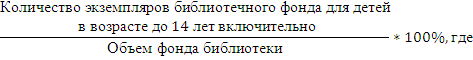 Количество экземпляров библиотечного фонда для детей
в возрасте до 14 лет включительно
Объем фонда библиотеки
* 100%, где